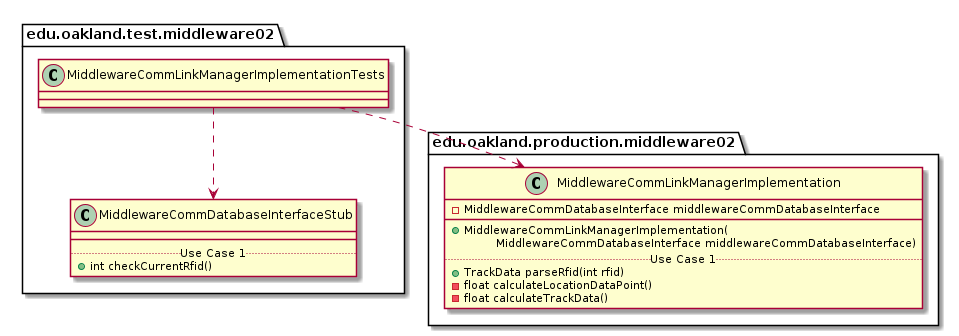 edu.oakland.test.middleware02
C MiddlewareCommLinkManagerImplementationTests
C MiddlewareCommDatabaseInterfaceStub
Use Case 1
int checkCurrentRfid()
edu.oakland.production.middleware02
C MiddlewareCommLinkManagerImplementation
MiddlewareCommDatabaseInterface middlewareCommDatabaseInterface
MiddlewareCommLinkManagerImplementation(
MiddlewareCommDatabaseInterface middlewareCommDatabaseInterface)
Use Case 1
TrackData parseRfid(int rfid)
float calculateLocationDataPoint()
float calculateTrackData()